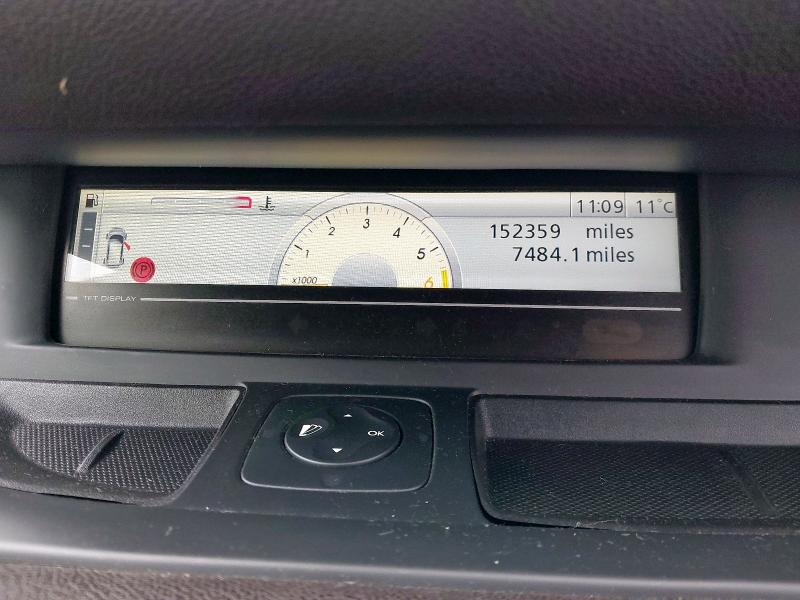 11:09 11°C
152359 miles
7484.1 miles
1 2 3 4 5 6
x1000
P
TFT DISPLAY
OK